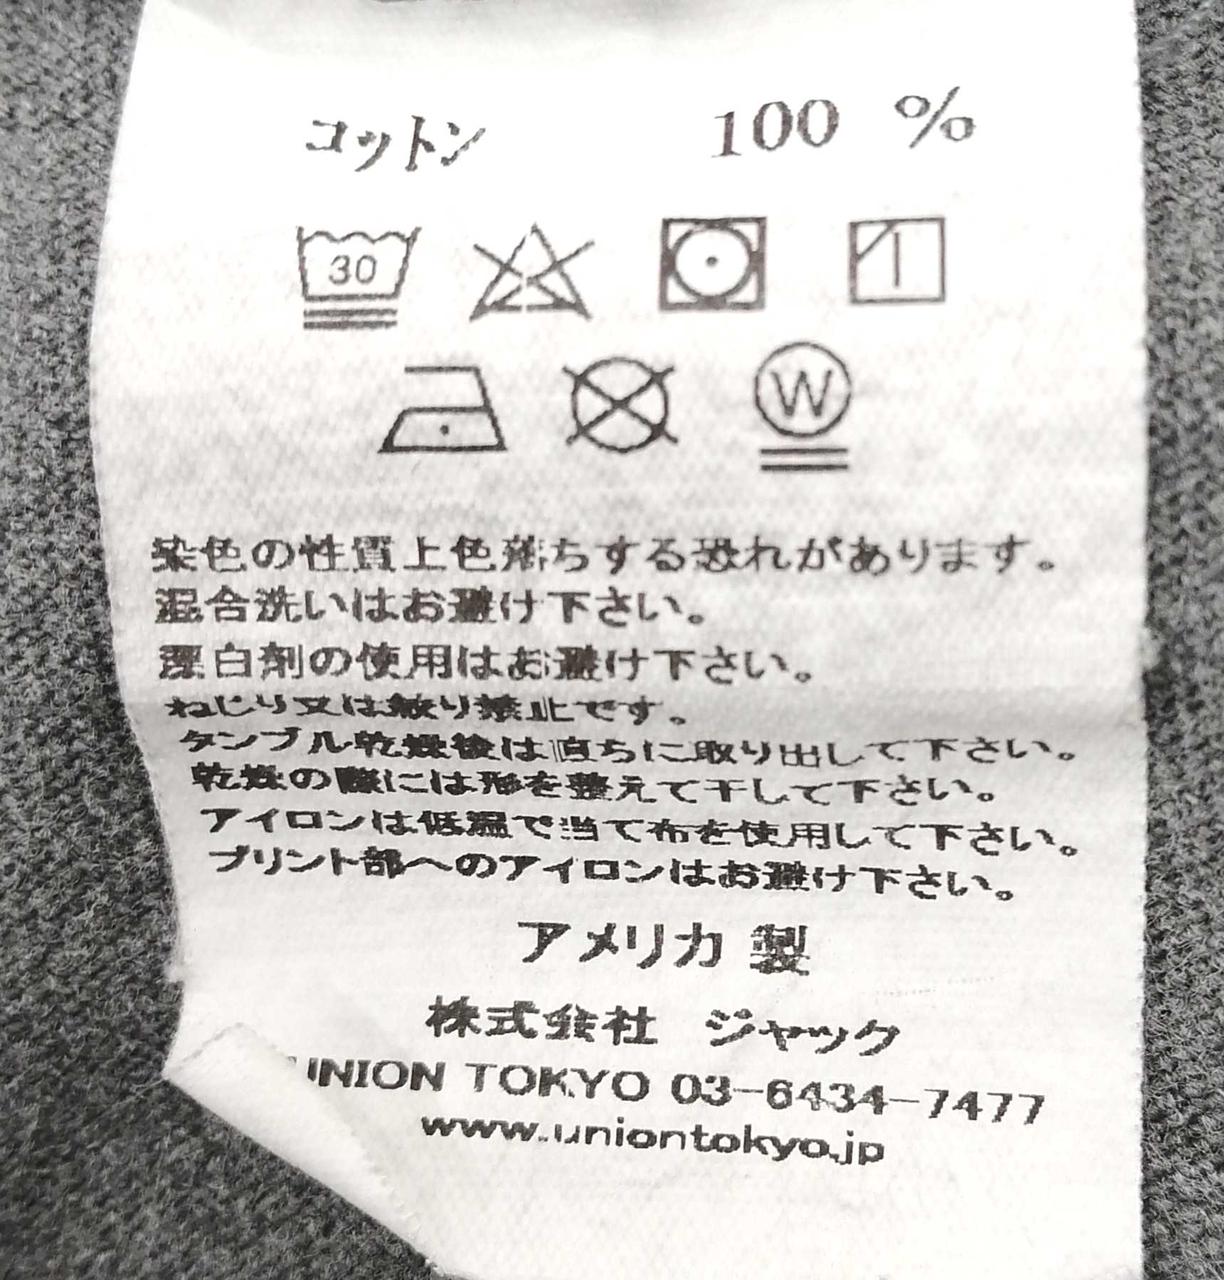 コットン 100 %
30
W
染色の性質上色落ちする恐れがあります。
混合洗いはお避け下さい。
漂白剤の使用はお避け下さい。
ねじり又は絞り禁止です。
タンブル乾燥後は直ちに取り出して下さい。
乾燥の際には形を整えて干して下さい。
アイロンは低温で当て布を使用して下さい。
プリント部へのアイロンはお避け下さい。
アメリカ 製
株式会社 ジャック
UNION TOKYO 03-6434-7477
www.uniontokyo.jp